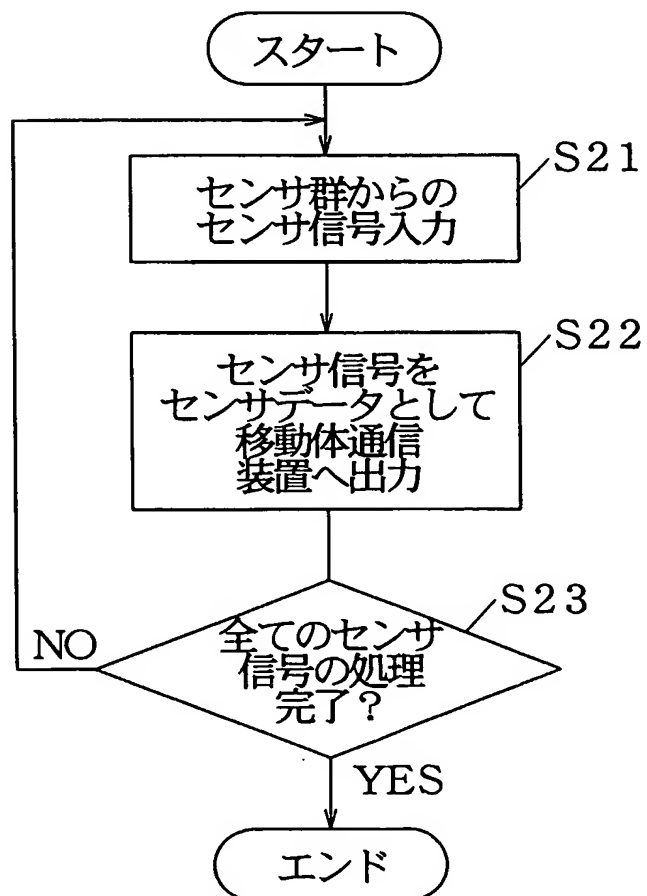 スタート
S21
センサ群からの
センサ信号入力
S22
センサ信号を
センサデータとして
移動体通信
装置へ出力
S23
全てのセンサ
信号の処理
完了？
NO
YES
エンド